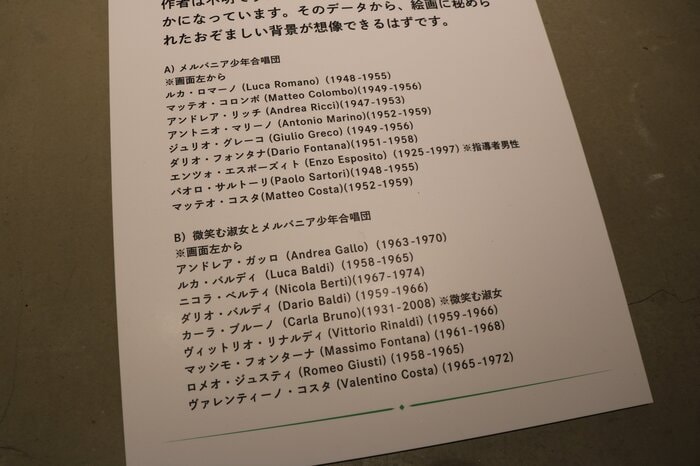 作者は不明で
かになっています。そのデータから、絵画に秘めら
れたおぞましい背景が想像できるはずです。
A) メルバニア少年合唱団
※画面左から
ルカ・ロマーノ (Luca Romano) (1948-1955)
マッテオ・コロンボ (Matteo Colombo)(1949-1956)
アンドレア・リッチ (Andrea Ricci)(1947-1953)
アントニオ・マリーノ (Antonio Marino)(1952-1959)
ジュリオ・グレーコ (Giulio Greco) (1949-1956)
ダリオ・フォンタナ(Dario Fontana)(1951-1958)
エンツォ・エスポーズィト (Enzo Esposito) (1925-1997) ※指導者男性
パオロ・サルトーリ(Paolo Sartori)(1948-1955)
マッテオ・コスタ(Matteo Costa)(1952-1959)
B) 微笑む淑女とメルバニア少年合唱団
※画面左から
アンドレア・ガッロ (Andrea Gallo) (1963-1970)
ルカ・バルディ (Luca Baldi) (1958-1965)
ニコラ・ベルティ(Nicola Berti)(1967-1974)
ダリオ・バルディ (Dario Baldi) (1959-1966)
カーラ・ブルーノ (Carla Bruno)(1931-2008) ※微笑む淑女
ヴィットリオ・リナルディ (Vittorio Rinaldi) (1959-1966)
マッシモ・フォンターナ (Massimo Fontana) (1961-1968)
ロメオ・ジュスティ (Romeo Giusti) (1958-1965)
ヴァレンティーノ・コスタ (Valentino Costa) (1965-1972)